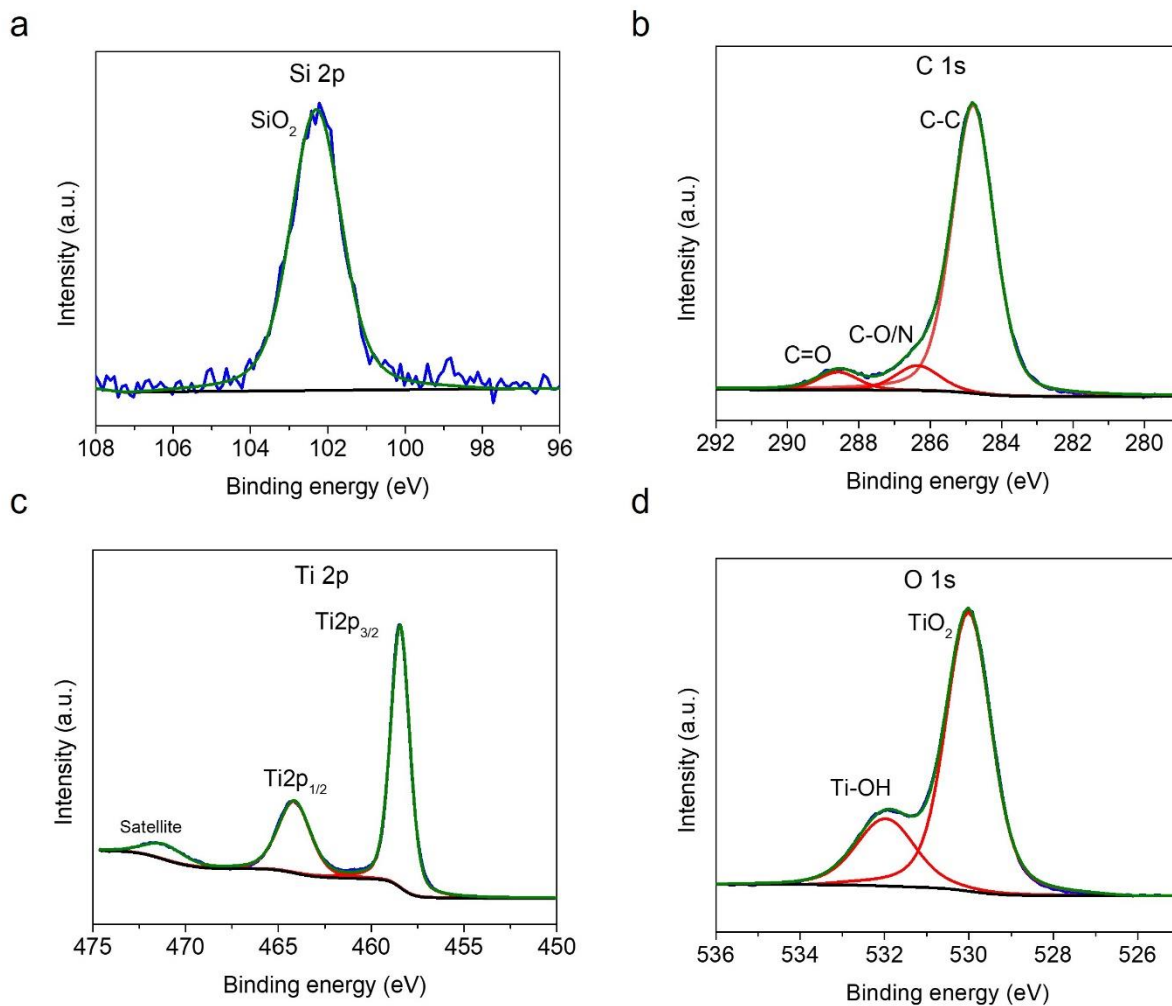 a
Si 2p
SiO₂
Intensity (a.u.)
108 106 104 102 100 98 96
Binding energy (eV)
b
C 1s
C-C
C-O/N
C=O
Intensity (a.u.)
292 290 288 286 284 282 280
Binding energy (eV)
c
Ti 2p
Ti2p₃/₂
Ti2p₁/₂
Satellite
Intensity (a.u.)
475 470 465 460 455 450
Binding energy (eV)
d
O 1s
TiO₂
Ti-OH
Intensity (a.u.)
536 534 532 530 528 526
Binding energy (eV)